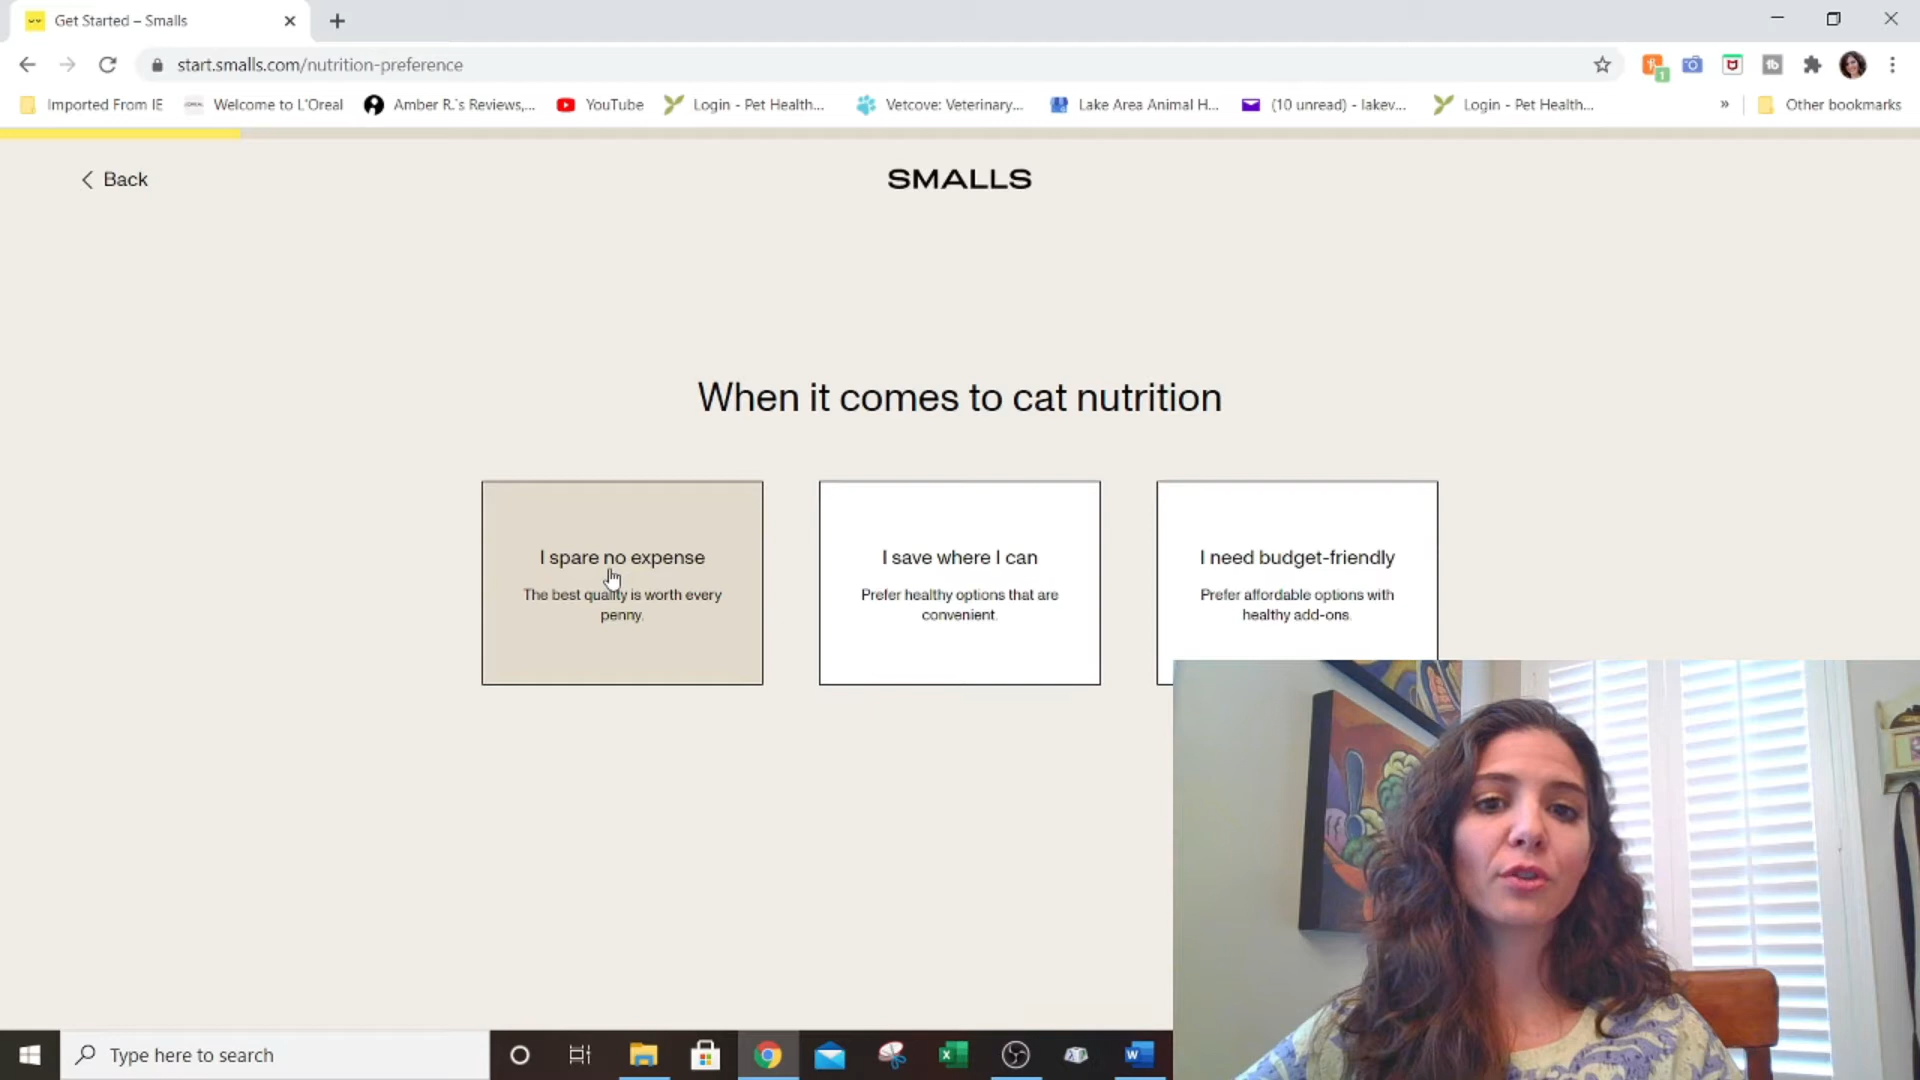 Get Started – Smalls
start.smalls.com/nutrition-preference
1
Imported From IE
Welcome to L'Oreal
Amber R.'s Reviews,...
YouTube
Login - Pet Health...
Vetcove: Veterinary...
Lake Area Animal H...
(10 unread) - lakev...
Login - Pet Health...
»
Other bookmarks
Back
SMALLS
When it comes to cat nutrition
I spare no expense
The best quality is worth every
penny.
I save where I can
Prefer healthy options that are
convenient.
I need budget-friendly
Prefer affordable options with
healthy add-ons.
Type here to search